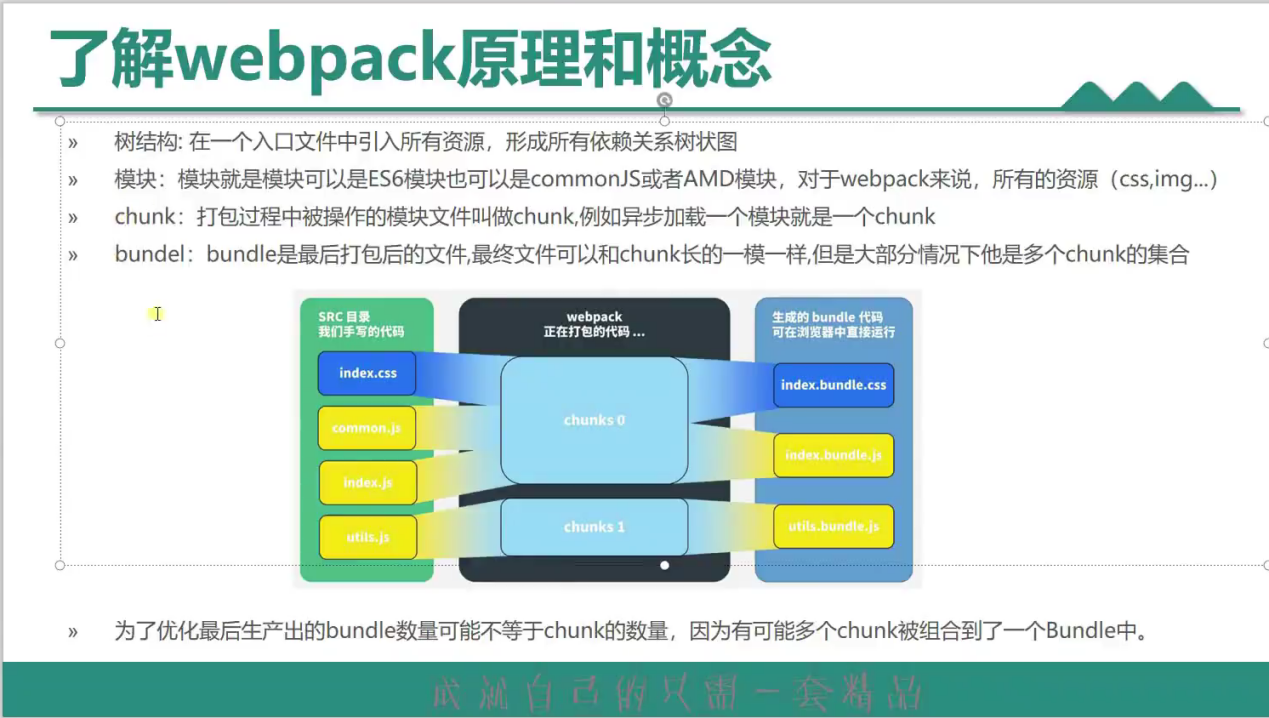 了解webpack原理和概念
» 树结构: 在一个入口文件中引入所有资源，形成所有依赖关系树状图
» 模块：模块就是模块可以是ES6模块也可以是commonJS或者AMD模块，对于webpack来说，所有的资源（css,img...）
» chunk：打包过程中被操作的模块文件叫做chunk,例如异步加载一个模块就是一个chunk
» bundel：bundle是最后打包后的文件,最终文件可以和chunk长的一模一样,但是大部分情况下他是多个chunk的集合
SRC 目录
我们手写的代码
index.css
common.js
index.js
utils.js
webpack
正在打包的代码 ...
chunks 0
chunks 1
生成的 bundle 代码
可在浏览器中直接运行
index.bundle.css
index.bundle.js
utils.bundle.js
» 为了优化最后生产出的bundle数量可能不等于chunk的数量，因为有可能多个chunk被组合到了一个Bundle中。
成就自己的只需一套精品